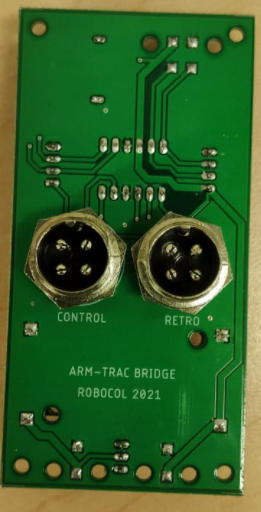 CONTROL
RETRO
ARM-TRAC BRIDGE
ROBOCOL 2021